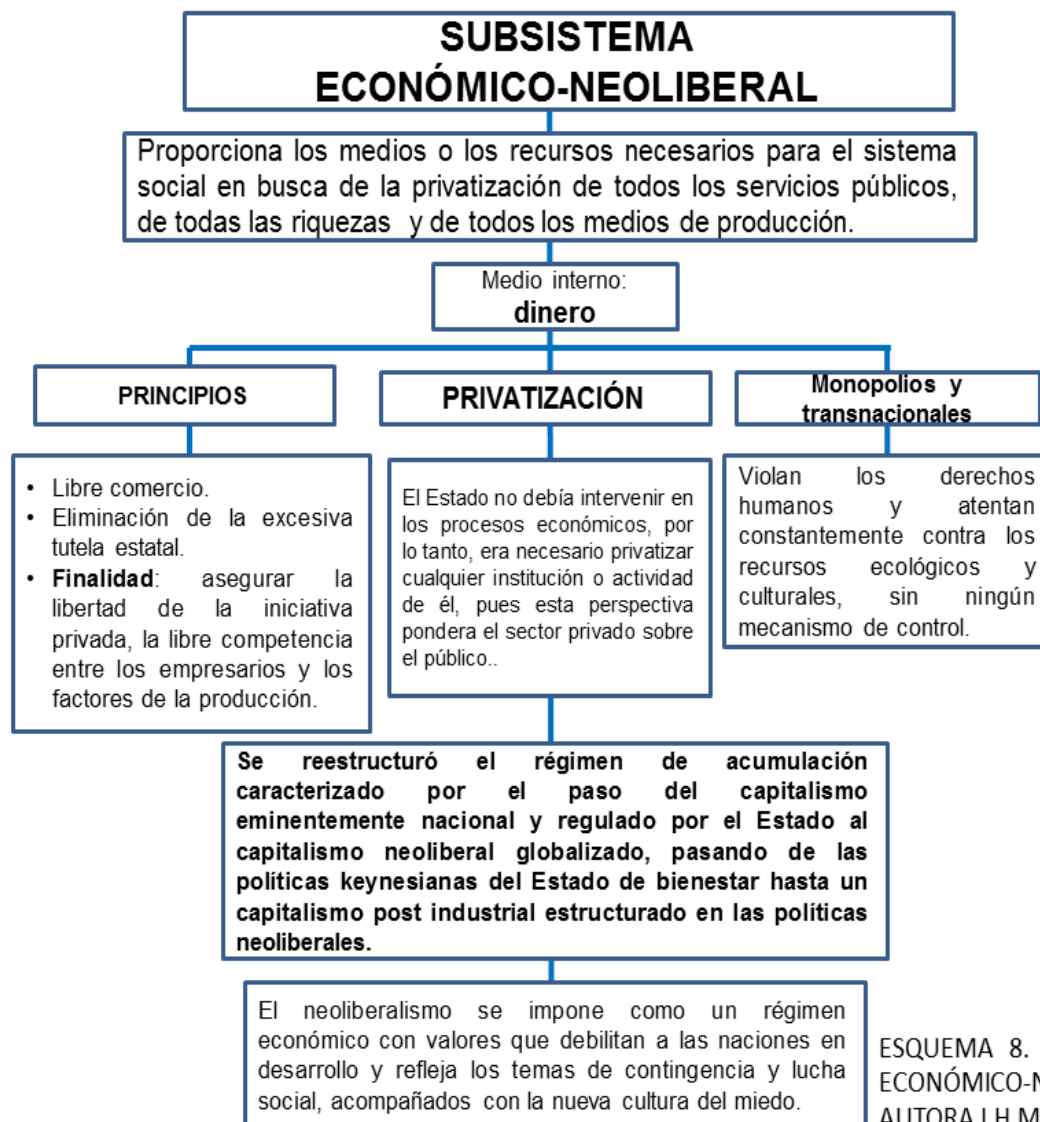 SUBSISTEMA
ECONÓMICO-NEOLIBERAL
Proporciona los medios o los recursos necesarios para el sistema
social en busca de la privatización de todos los servicios públicos,
de todas las riquezas y de todos los medios de producción.
Medio interno:
dinero
PRINCIPIOS
• Libre comercio.
• Eliminación de la excesiva
tutela estatal.
• Finalidad: asegurar la
libertad de la iniciativa
privada, la libre competencia
entre los empresarios y los
factores de la producción.
PRIVATIZACIÓN
El Estado no debía intervenir en
los procesos económicos, por
lo tanto, era necesario privatizar
cualquier institución o actividad
de él, pues esta perspectiva
pondera el sector privado sobre
el público..
Monopolios y
transnacionales
Violan los derechos
humanos y atentan
constantemente contra los
recursos ecológicos y
culturales, sin ningún
mecanismo de control.
Se reestructuró el régimen de acumulación
caracterizado por el paso del capitalismo
eminentemente nacional y regulado por el Estado al
capitalismo neoliberal globalizado, pasando de las
políticas keynesianas del Estado de bienestar hasta un
capitalismo post industrial estructurado en las políticas
neoliberales.
El neoliberalismo se impone como un régimen
económico con valores que debilitan a las naciones en
desarrollo y refleja los temas de contingencia y lucha
social, acompañados con la nueva cultura del miedo.
ESQUEMA 8.
ECONÓMICO-N
AUTORA